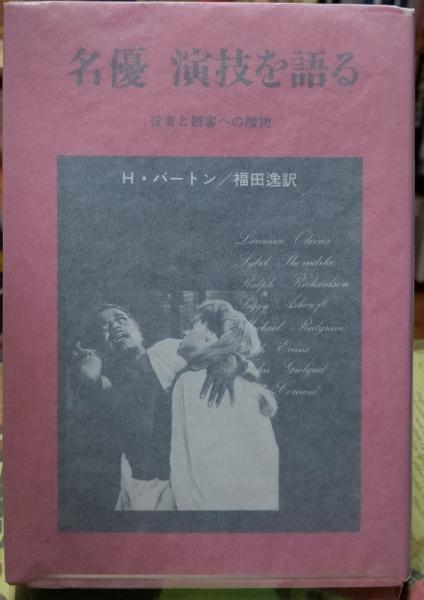 名優 演技を語る
役者と観客への贈物
H・バートン／福田逸訳
Laurence Olivier
Sybil Thorndike
Ralph Richardson
Peggy Ashcroft
Michael Redgrave
Evans
Gielgud
Coward